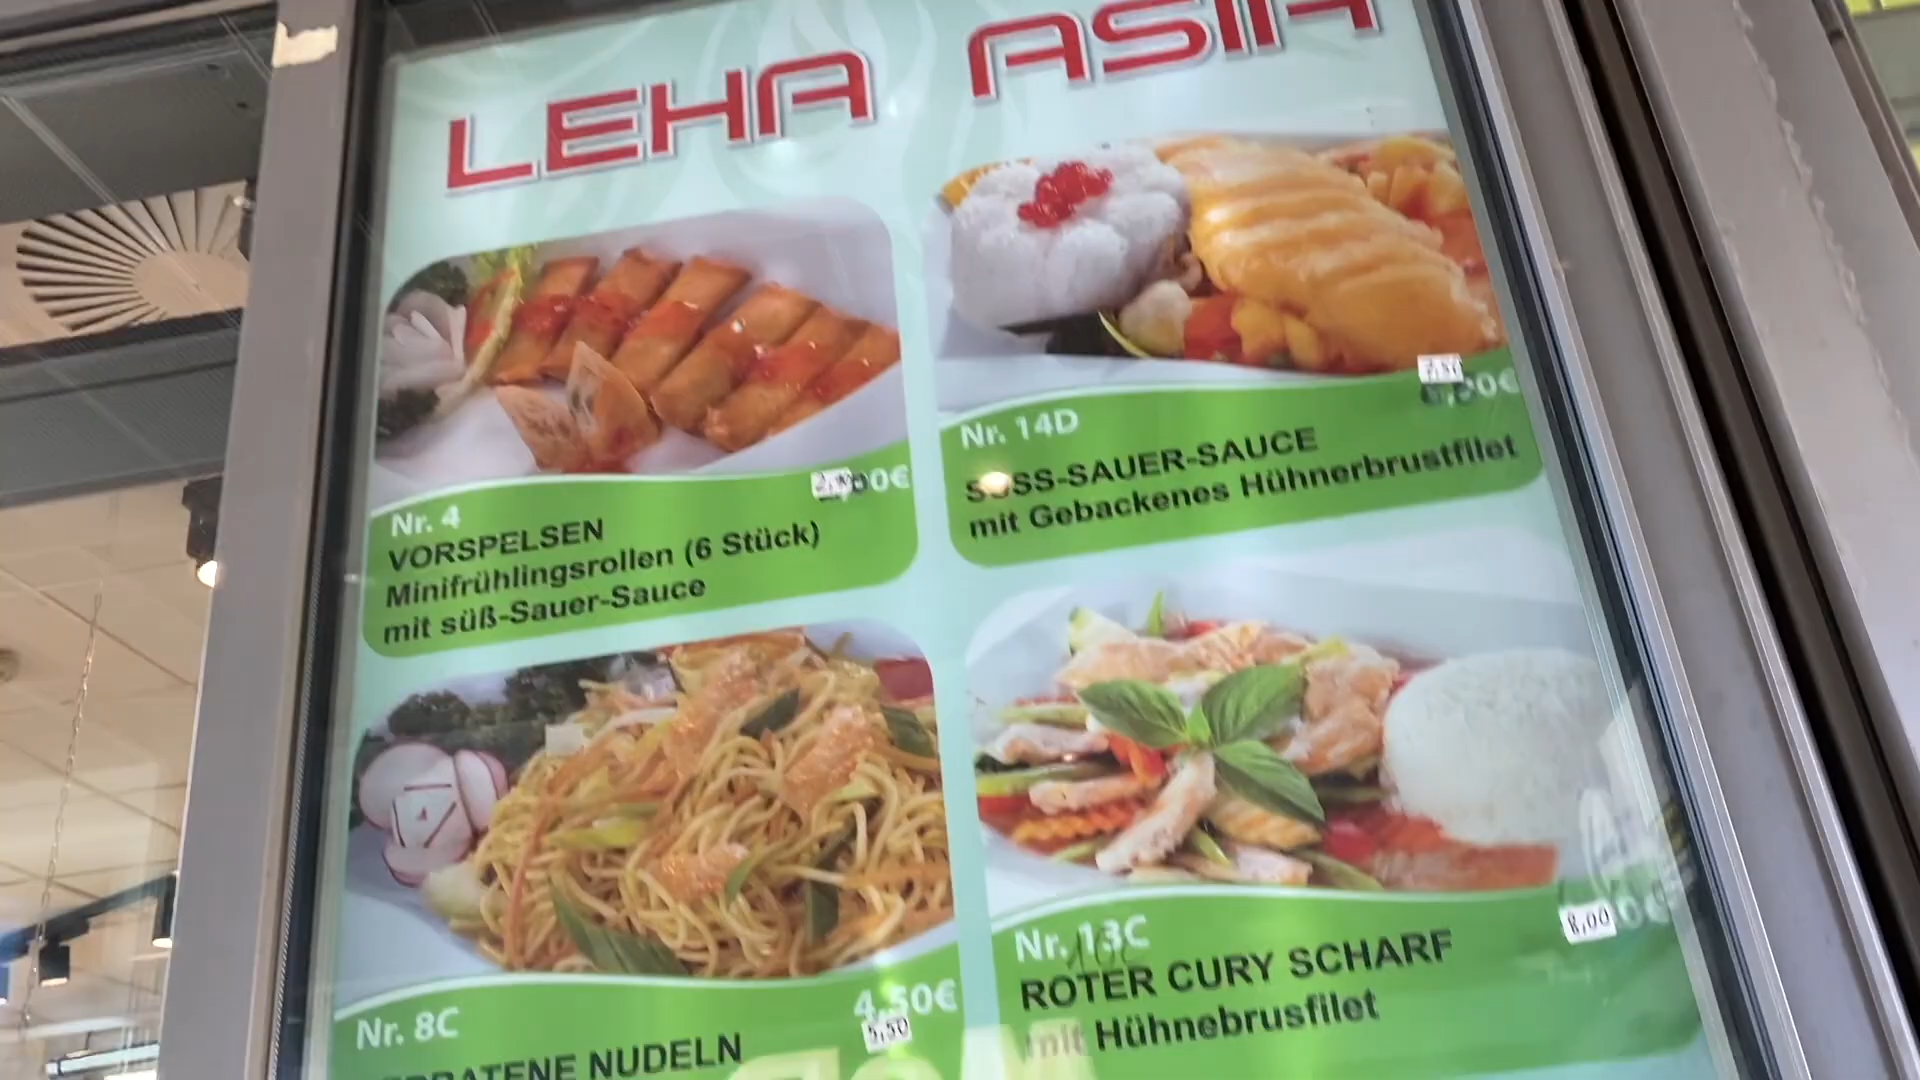 LEHA ASIA
Nr. 4
VORSPELSEN
Minifrühlingsrollen (6 Stück)
mit süß-Sauer-Sauce
Nr. 14D
SÜSS-SAUER-SAUCE
mit Gebackenes Hühnerbrustfilet
4,50€
5,50
Nr. 8C
NUDELN
8,00
Nr. 13C
ROTER CURY SCHARF
mit Hühnebrusfilet